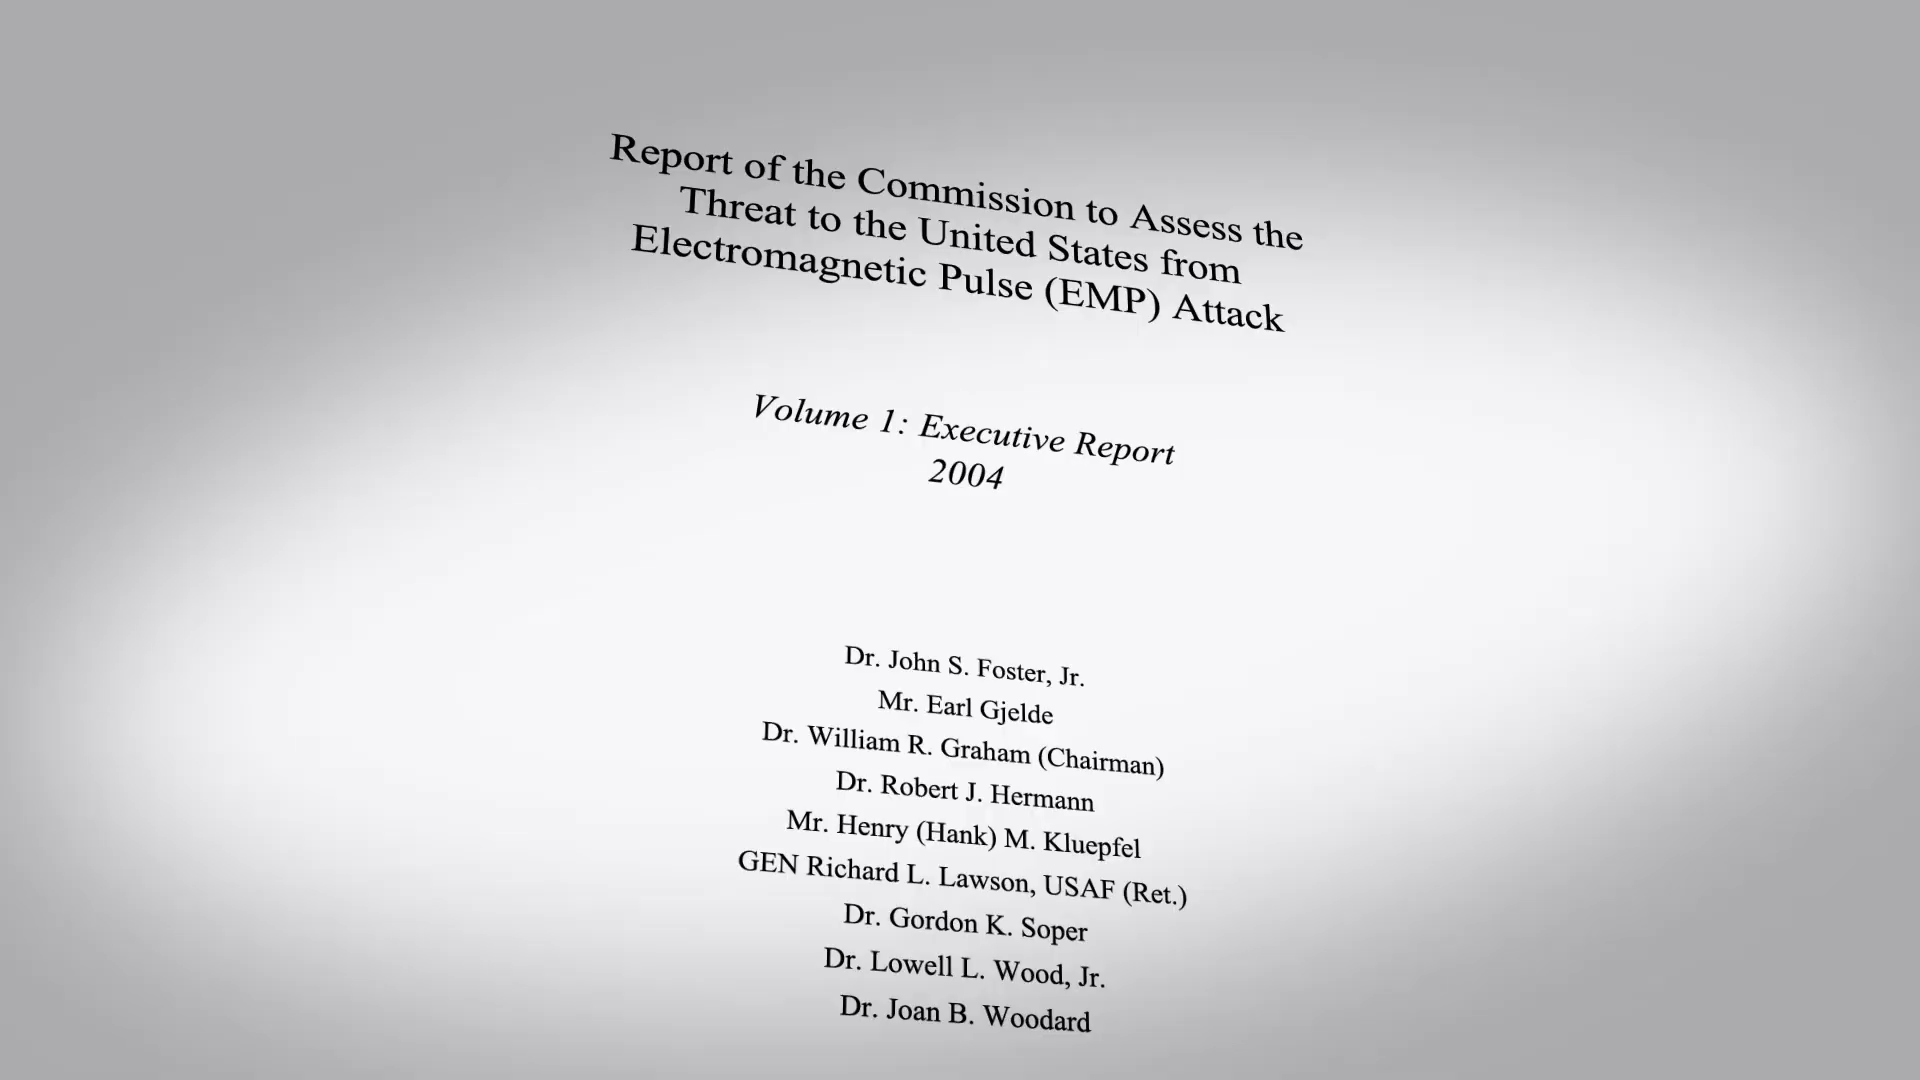 Report of the Commission to Assess the
Threat to the United States from
Electromagnetic Pulse (EMP) Attack
Volume 1: Executive Report
2004
Dr. John S. Foster, Jr.
Mr. Earl Gjelde
Dr. William R. Graham (Chairman)
Dr. Robert J. Hermann
Mr. Henry (Hank) M. Kluepfel
GEN Richard L. Lawson, USAF (Ret.)
Dr. Gordon K. Soper
Dr. Lowell L. Wood, Jr.
Dr. Joan B. Woodard